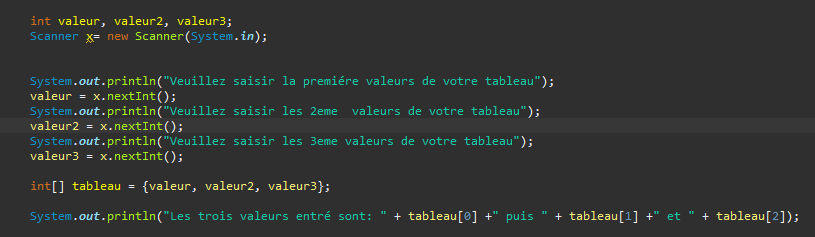 int valeur, valeur2, valeur3;
Scanner x= new Scanner(System.in);
System.out.println("Veuillez saisir la premiére valeurs de votre tableau");
valeur = x.nextInt();
System.out.println("Veuillez saisir les 2eme  valeurs de votre tableau");
valeur2 = x.nextInt();
System.out.println("Veuillez saisir les 3eme valeurs de votre tableau");
valeur3 = x.nextInt();
int[] tableau = {valeur, valeur2, valeur3};
System.out.println("Les trois valeurs entré sont: " + tableau[0] +" puis " + tableau[1] +" et " + tableau[2]);